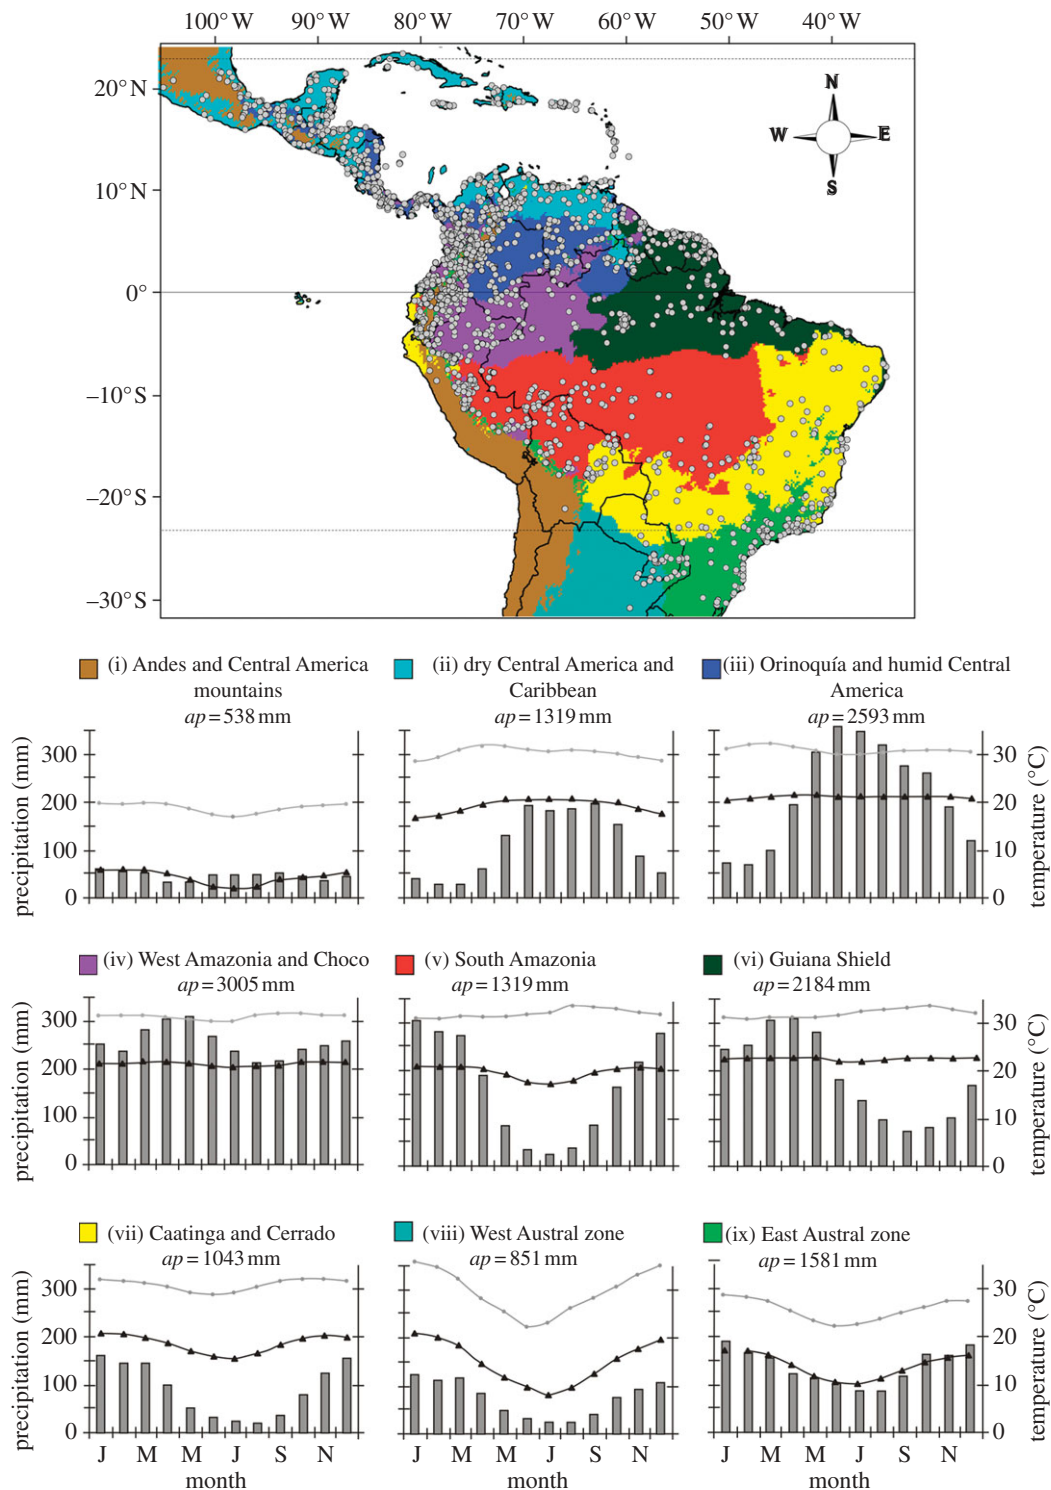 100°W 90°W 80°W 70°W 60°W 50°W 40°W
20°N
10°N
0°
–10°S
–20°S
–30°S
N
W E
S
(i) Andes and Central America
mountains
ap = 538 mm
(ii) dry Central America and
Caribbean
ap = 1319 mm
(iii) Orinoquía and humid Central
America
ap = 2593 mm
precipitation (mm)
300
200
100
0
30
20
10
0
temperature (°C)
(iv) West Amazonia and Choco
ap = 3005 mm
(v) South Amazonia
ap = 1319 mm
(vi) Guiana Shield
ap = 2184 mm
precipitation (mm)
300
200
100
0
30
20
10
0
temperature (°C)
(vii) Caatinga and Cerrado
ap = 1043 mm
(viii) West Austral zone
ap = 851 mm
(ix) East Austral zone
ap = 1581 mm
precipitation (mm)
300
200
100
0
30
20
10
0
temperature (°C)
J M M J S N
month
J M M J S N
month
J M M J S N
month